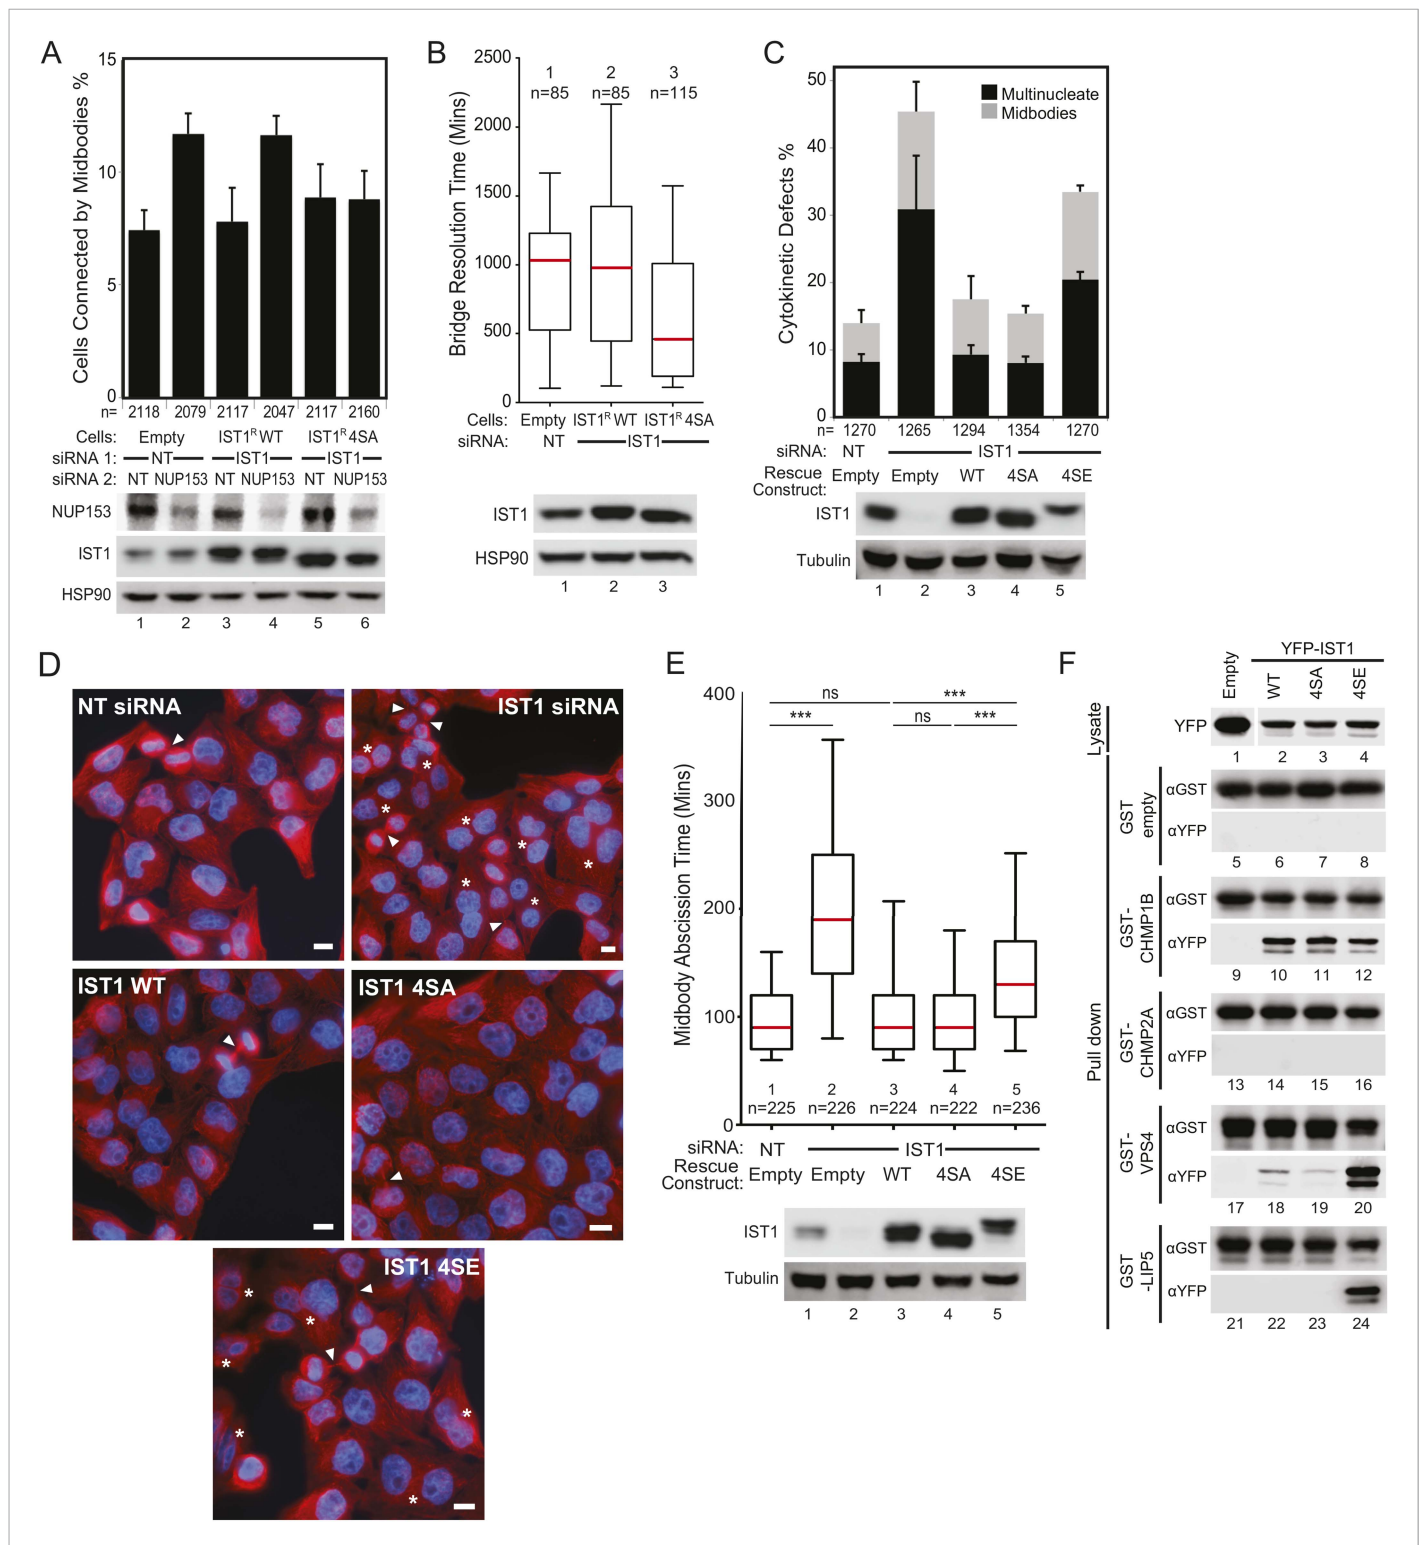 A
Cells Connected by Midbodies %
15
10
5
0
n= 2118 2079 2117 2047 2117 2160
Cells: Empty IST1R WT IST1R 4SA
siRNA 1: NT IST1 IST1
siRNA 2: NT NUP153 NT NUP153 NT NUP153
NUP153
IST1
HSP90
1 2 3 4 5 6
B
Bridge Resolution Time (Mins)
2500
2000
1500
1000
500
0
1 2 3
n=85 n=85 n=115
Cells: Empty IST1R WT IST1R 4SA
siRNA: NT IST1
IST1
HSP90
1 2 3
C
Cytokinetic Defects %
50
40
30
20
10
0
Multinucleate
Midbodies
n= 1270 1265 1294 1354 1270
siRNA: NT IST1
Rescue Construct: Empty Empty WT 4SA 4SE
IST1
Tubulin
1 2 3 4 5
D
NT siRNA
IST1 siRNA
* * * * * * * *
IST1 WT
IST1 4SA
IST1 4SE
* * * * * *
E
Midbody Abscission Time (Mins)
400
300
200
100
0
ns ***
*** ns ***
1 2 3 4 5
n=225 n=226 n=224 n=222 n=236
siRNA: NT IST1
Rescue Construct: Empty Empty WT 4SA 4SE
IST1
Tubulin
1 2 3 4 5
F
YFP-IST1
Empty WT 4SA 4SE
Lysate
YFP
1 2 3 4
Pull down
GST empty
αGST
αYFP
5 6 7 8
GST-CHMP1B
αGST
αYFP
9 10 11 12
GST-CHMP2A
αGST
αYFP
13 14 15 16
GST-VPS4
αGST
αYFP
17 18 19 20
GST-LIP5
αGST
αYFP
21 22 23 24